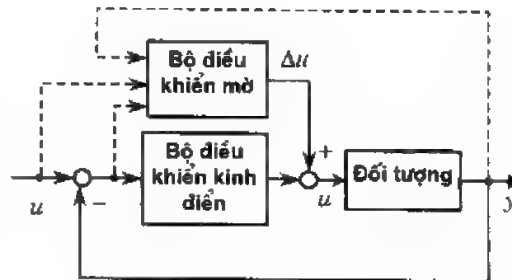 Bộ điều
khiển mờ
Δu
Bộ điều
khiển kinh
điển
+
Đối tượng
u
−
u
y